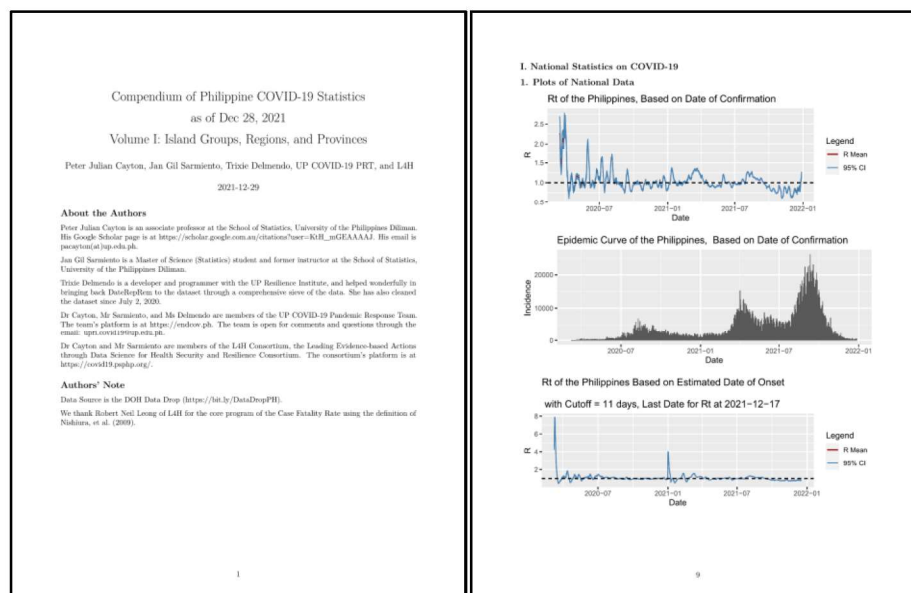 Compendium of Philippine COVID-19 Statistics
as of Dec 28, 2021
Volume I: Island Groups, Regions, and Provinces
Peter Julian Cayton, Jan Gil Sarmiento, Trixie Delmendo, UP COVID-19 PRT, and L4H
2021-12-29
About the Authors
Peter Julian Cayton is an associate professor at the School of Statistics, University of the Philippines Diliman.
His Google Scholar page is at https://scholar.google.com.au/citations?user=KtH_mGEAAAAJ. His email is
pacayton(at)up.edu.ph.
Jan Gil Sarmiento is a Master of Science (Statistics) student and former instructor at the School of Statistics,
University of the Philippines Diliman.
Trixie Delmendo is a developer and programmer with the UP Resilience Institute, and helped wonderfully in
bringing back DateRepRem to the dataset through a comprehensive sieve of the data. She has also cleaned
the dataset since July 2, 2020.
Dr Cayton, Mr Sarmiento, and Ms Delmendo are members of the UP COVID-19 Pandemic Response Team.
The team's platform is at https://endcov.ph. The team is open for comments and questions through the
email: upri.covid19@up.edu.ph.
Dr Cayton and Mr Sarmiento are members of the L4H Consortium, the Leading Evidence-based Actions
through Data Science for Health Security and Resilience Consortium. The consortium's platform is at
https://covid19.psphp.org/.
Authors' Note
Data Source is the DOH Data Drop (https://bit.ly/DataDropPH).
We thank Robert Neil Leong of L4H for the core program of the Case Fatality Rate using the definition of
Nishiura, et al. (2009).
1
I. National Statistics on COVID-19
1. Plots of National Data
Rt of the Philippines, Based on Date of Confirmation
R
2.5
2.0
1.5
1.0
0.5
2020-07
2021-01
2021-07
2022-01
Date
Legend
R Mean
95% CI
Epidemic Curve of the Philippines, Based on Date of Confirmation
Incidence
20000
10000
0
2020-07
2021-01
2021-07
2022-01
Date
Rt of the Philippines Based on Estimated Date of Onset
with Cutoff = 11 days, Last Date for Rt at 2021-12-17
R
8
6
4
2
2020-07
2021-01
2021-07
2022-01
Date
Legend
R Mean
95% CI
9